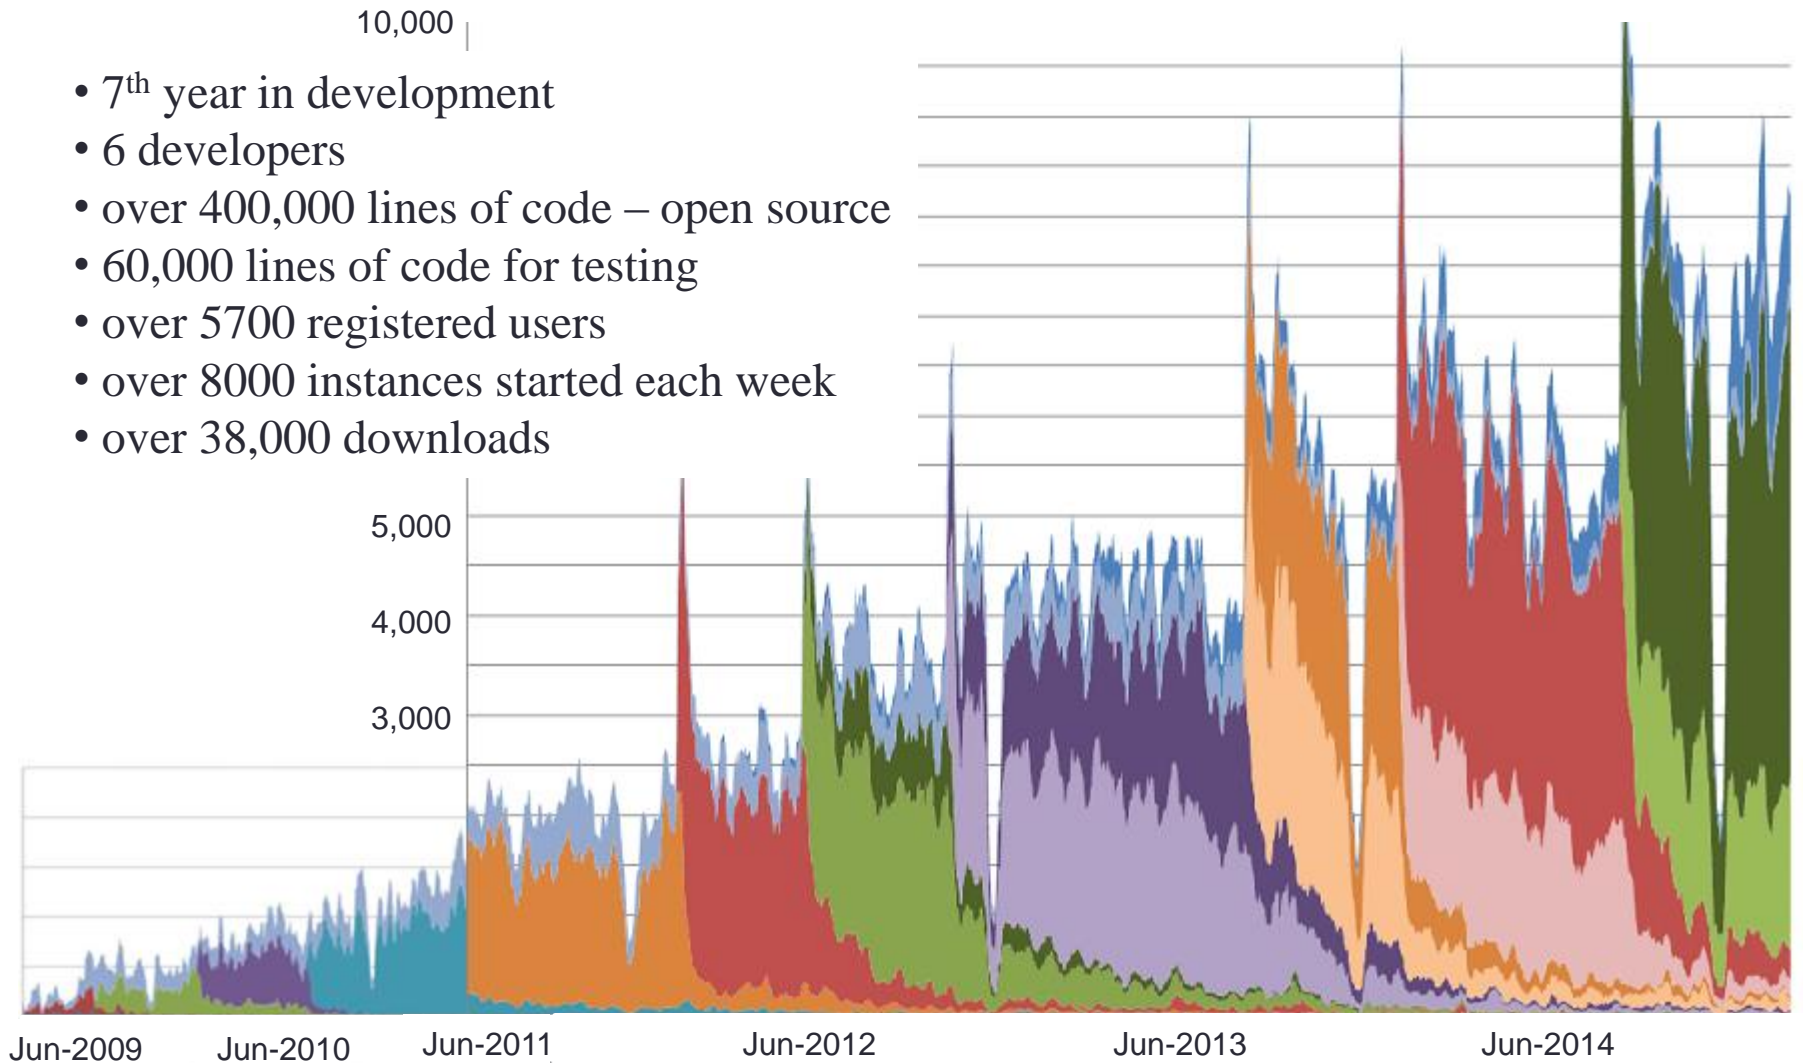 10,000
• 7th year in development
• 6 developers
• over 400,000 lines of code – open source
• 60,000 lines of code for testing
• over 5700 registered users
• over 8000 instances started each week
• over 38,000 downloads
5,000
4,000
3,000
Jun-2009 Jun-2010 Jun-2011 Jun-2012 Jun-2013 Jun-2014